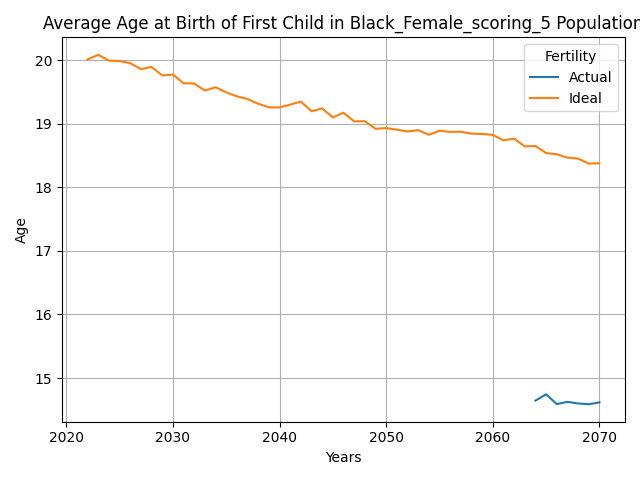 Average Age at Birth of First Child in Black_Female_scoring_5 Population
Fertility
Actual
Ideal
20
19
18
17
16
15
Age
2020 2030 2040 2050 2060 2070
Years